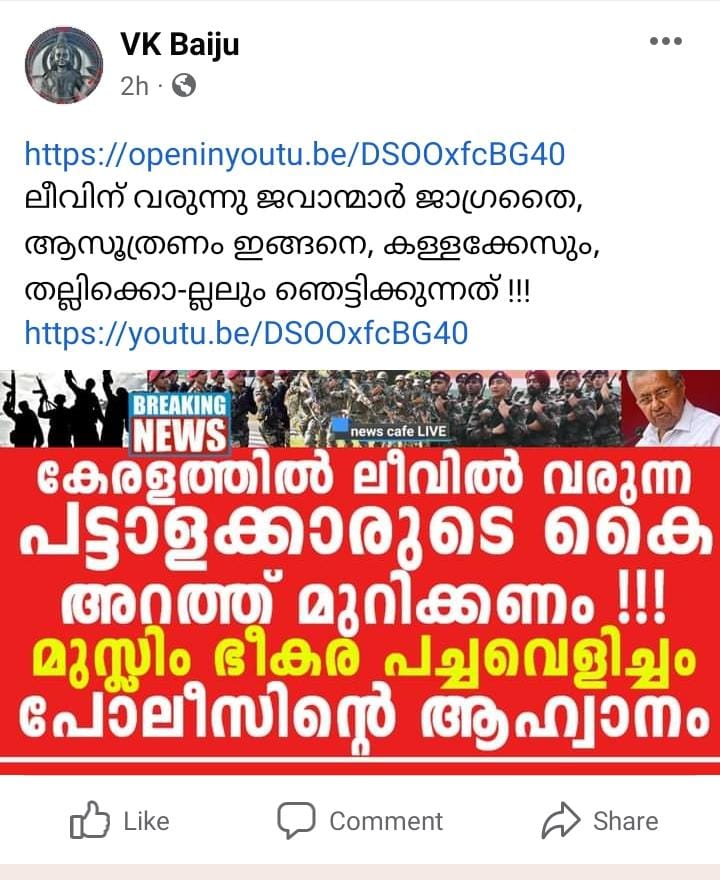 VK Baiju
2h ·
https://openinyoutu.be/DSOOxfcBG40
ലീവിന് വരുന്നു ജവാന്മാർ ജാഗ്രതൈ,
ആസൂത്രണം ഇങ്ങനെ, കള്ളക്കേസും,
തല്ലിക്കൊ-ല്ലലും ഞെട്ടിക്കുന്നത് !!!
https://youtu.be/DSOOxfcBG40
BREAKING
NEWS
news cafe LIVE
കേരളത്തിൽ ലീവിൽ വരുന്ന
പട്ടാളക്കാരുടെ കൈ
അറത്ത് മുറിക്കണം !!!
മുസ്ലിം ഭീകര പച്ചവെളിച്ചം
പോലീസിന്റെ ആഹ്വാനം
Like
Comment
Share